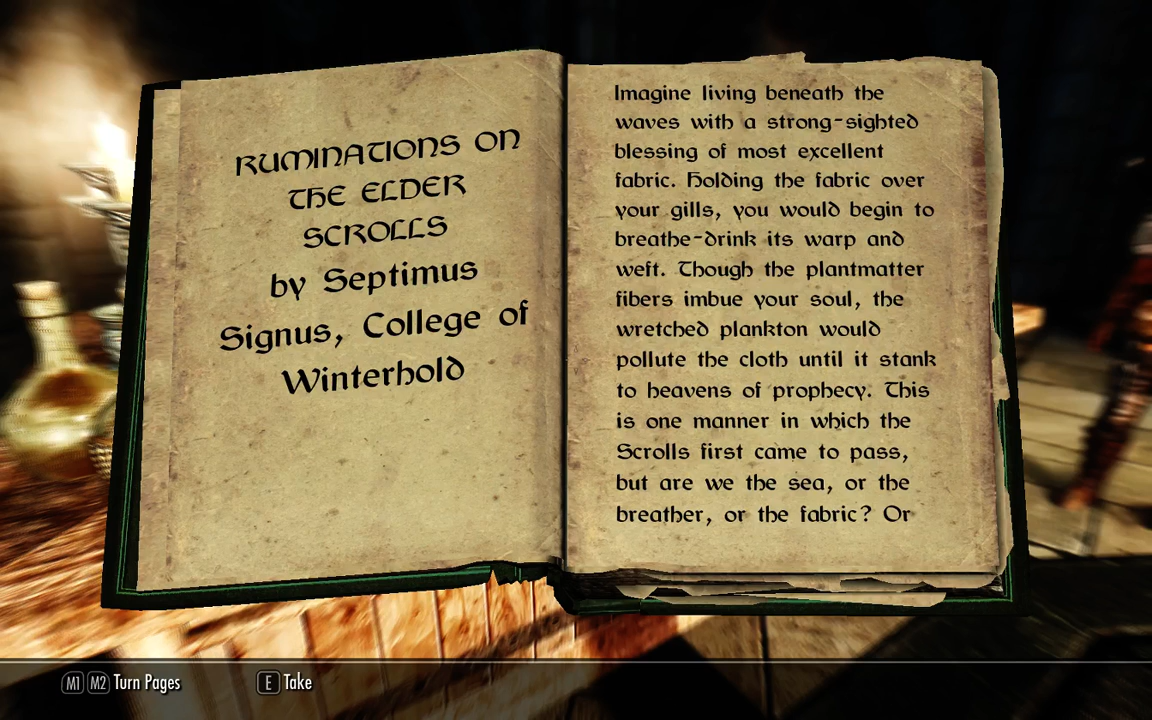 RUMINATIONS ON
THE ELDER
SCROLLS
by Septimus
Signus, College of
Winterhold
Imagine living beneath the
waves with a strong-sighted
blessing of most excellent
fabric. Holding the fabric over
your gills, you would begin to
breathe-drink its warp and
weft. Though the plantmatter
fibers imbue your soul, the
wretched plankton would
pollute the cloth until it stank
to heavens of prophecy. This
is one manner in which the
Scrolls first came to pass,
but are we the sea, or the
breather, or the fabric? Or
M1 M2 Turn Pages
E Take